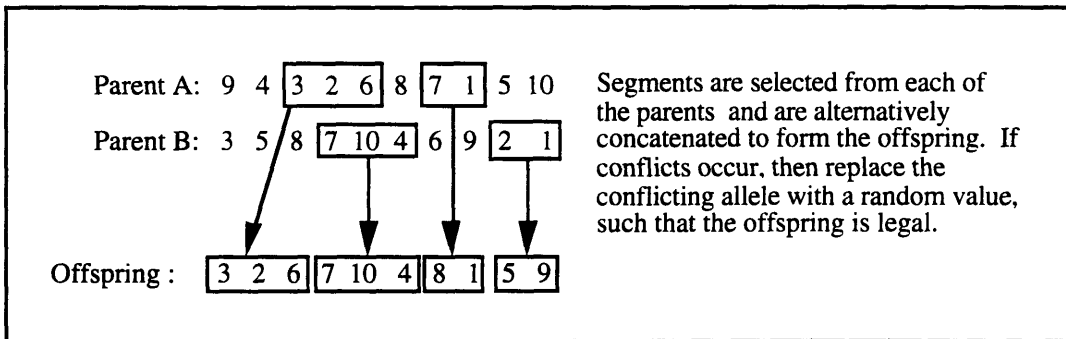 Parent A: 9 4 3 2 6 8 7 1 5 10
Parent B: 3 5 8 7 10 4 6 9 2 1
Offspring : 3 2 6 7 10 4 8 1 5 9
Segments are selected from each of
the parents and are alternatively
concatenated to form the offspring. If
conflicts occur, then replace the
conflicting allele with a random value,
such that the offspring is legal.